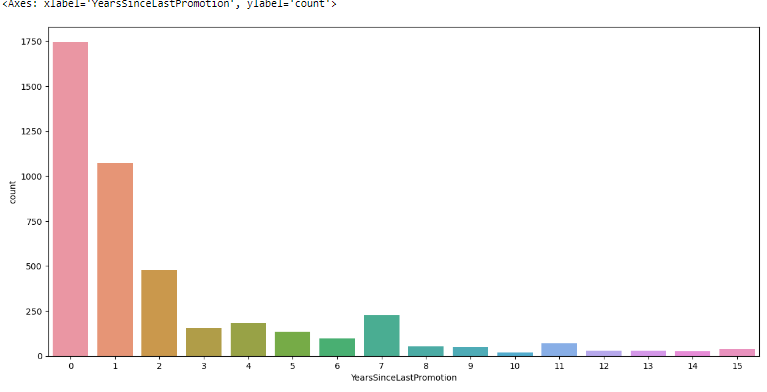 <Axes: xlabel='YearsSinceLastPromotion', ylabel='count'>
1750
1500
1250
1000
750
500
250
0
count
0 1 2 3 4 5 6 7 8 9 10 11 12 13 14 15
YearsSinceLastPromotion